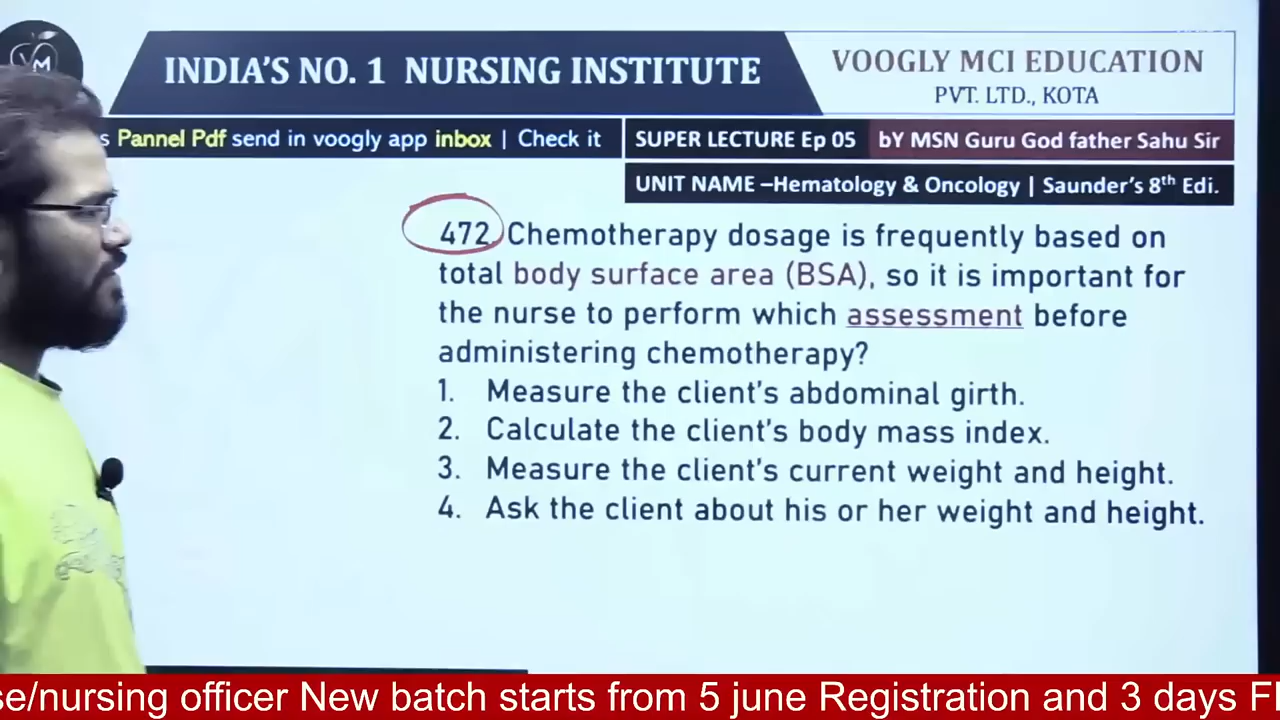 VM
INDIA'S NO. 1 NURSING INSTITUTE
VOOGLY MCI EDUCATION
PVT. LTD., KOTA
s Pannel Pdf send in voogly app inbox | Check it
SUPER LECTURE Ep 05 bY MSN Guru God father Sahu Sir
UNIT NAME –Hematology & Oncology | Saunder's 8th Edi.
472. Chemotherapy dosage is frequently based on
total body surface area (BSA), so it is important for
the nurse to perform which assessment before
administering chemotherapy?
1. Measure the client's abdominal girth.
2. Calculate the client's body mass index.
3. Measure the client's current weight and height.
4. Ask the client about his or her weight and height.
se/nursing officer New batch starts from 5 june Registration and 3 days F